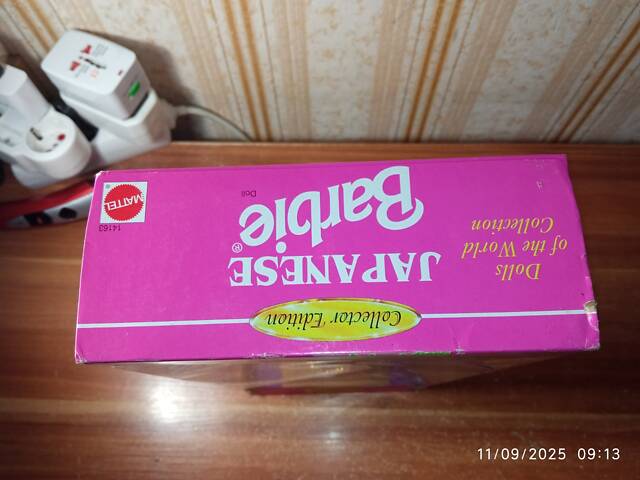 Collector Edition
JAPANESE
Barbie®
Doll
Dolls
of the World
Collection
14163
MATTEL
11/09/2025 09:13